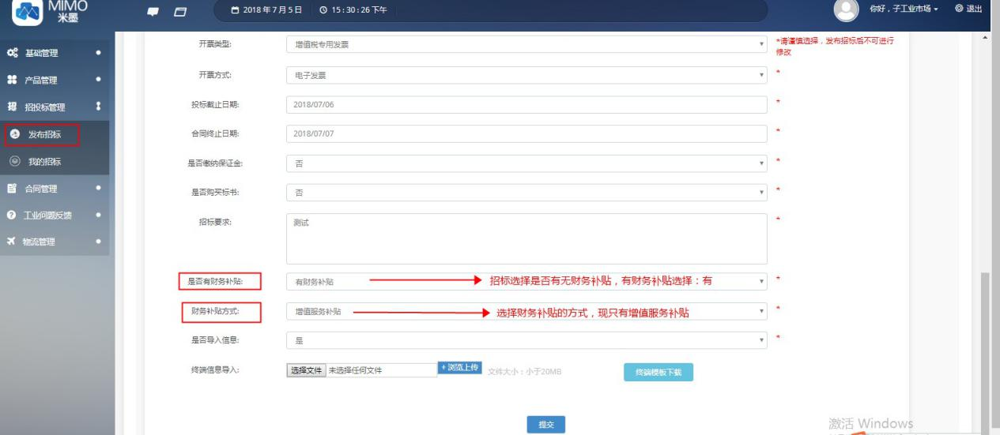 MIMO
米墨
2018年7月5日
15:30:26 下午
你好，子工业市场
退出
基础管理
产品管理
招 招投标管理
发布招标
我的招标
合同管理
工业问题反馈
物流管理
开票类型:
增值税专用发票
*请谨慎选择，发布招标后不可进行
修改
开票方式:
电子发票
*
投标截止日期:
2018/07/06
*
合同终止日期:
2018/07/07
*
是否缴纳保证金:
否
*
是否购买标书:
否
*
招标要求:
测试
*
是否有财务补贴:
有财务补贴
招标选择是否有无财务补贴，有财务补贴选择：有
*
财务补贴方式:
增值服务补贴
选择财务补贴的方式，现只有增值服务补贴
*
是否导入信息:
是
*
终端信息导入:
选择文件 未选择任何文件
+ 浏览上传
文件大小：小于20MB
终端模板下载
提交
激活 Windows